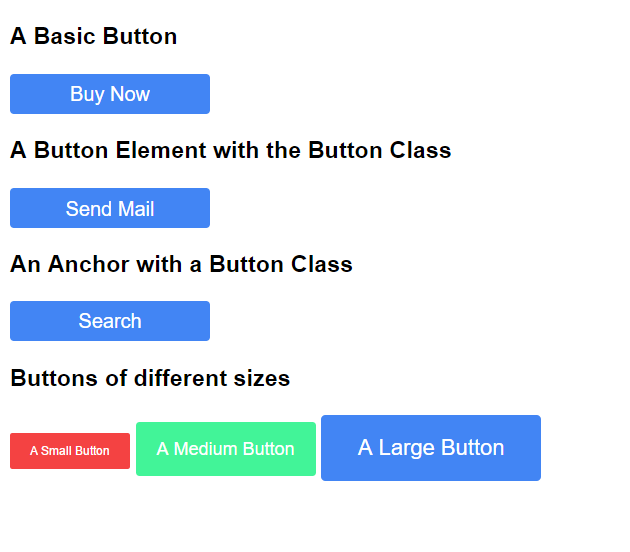 A Basic Button
Buy Now
A Button Element with the Button Class
Send Mail
An Anchor with a Button Class
Search
Buttons of different sizes
A Small Button
A Medium Button
A Large Button